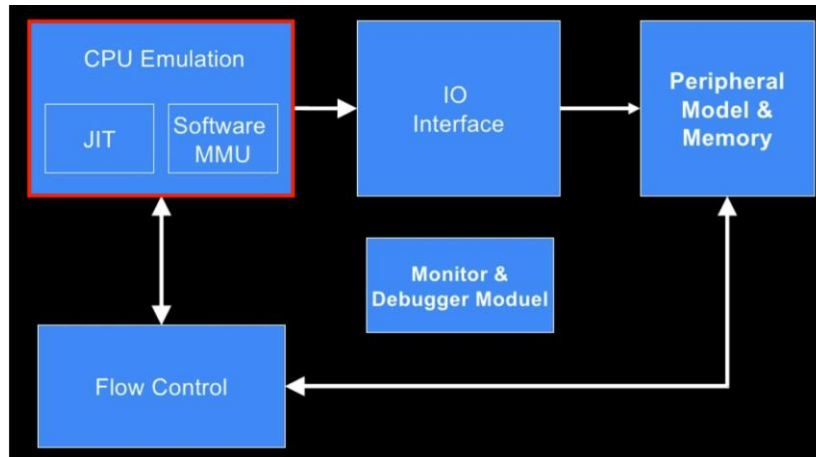 CPU Emulation
JIT
Software
MMU
IO
Interface
Peripheral
Model &
Memory
Monitor &
Debugger Moduel
Flow Control